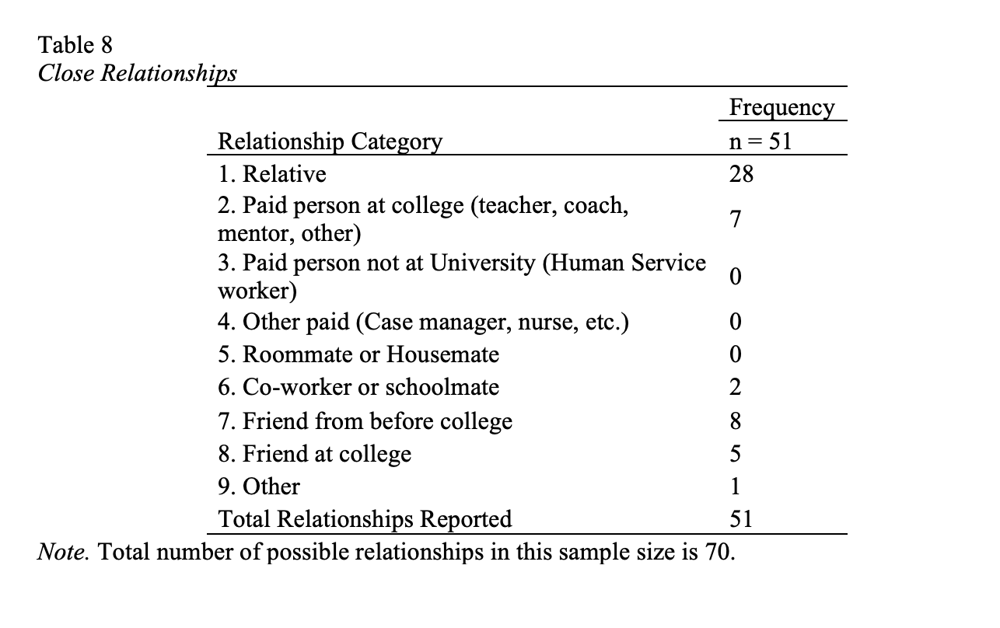 Table 8
Close Relationships
Frequency
Relationship Category n = 51
1. Relative 28
2. Paid person at college (teacher, coach,
mentor, other) 7
3. Paid person not at University (Human Service
worker) 0
4. Other paid (Case manager, nurse, etc.) 0
5. Roommate or Housemate 0
6. Co-worker or schoolmate 2
7. Friend from before college 8
8. Friend at college 5
9. Other 1
Total Relationships Reported 51
Note. Total number of possible relationships in this sample size is 70.